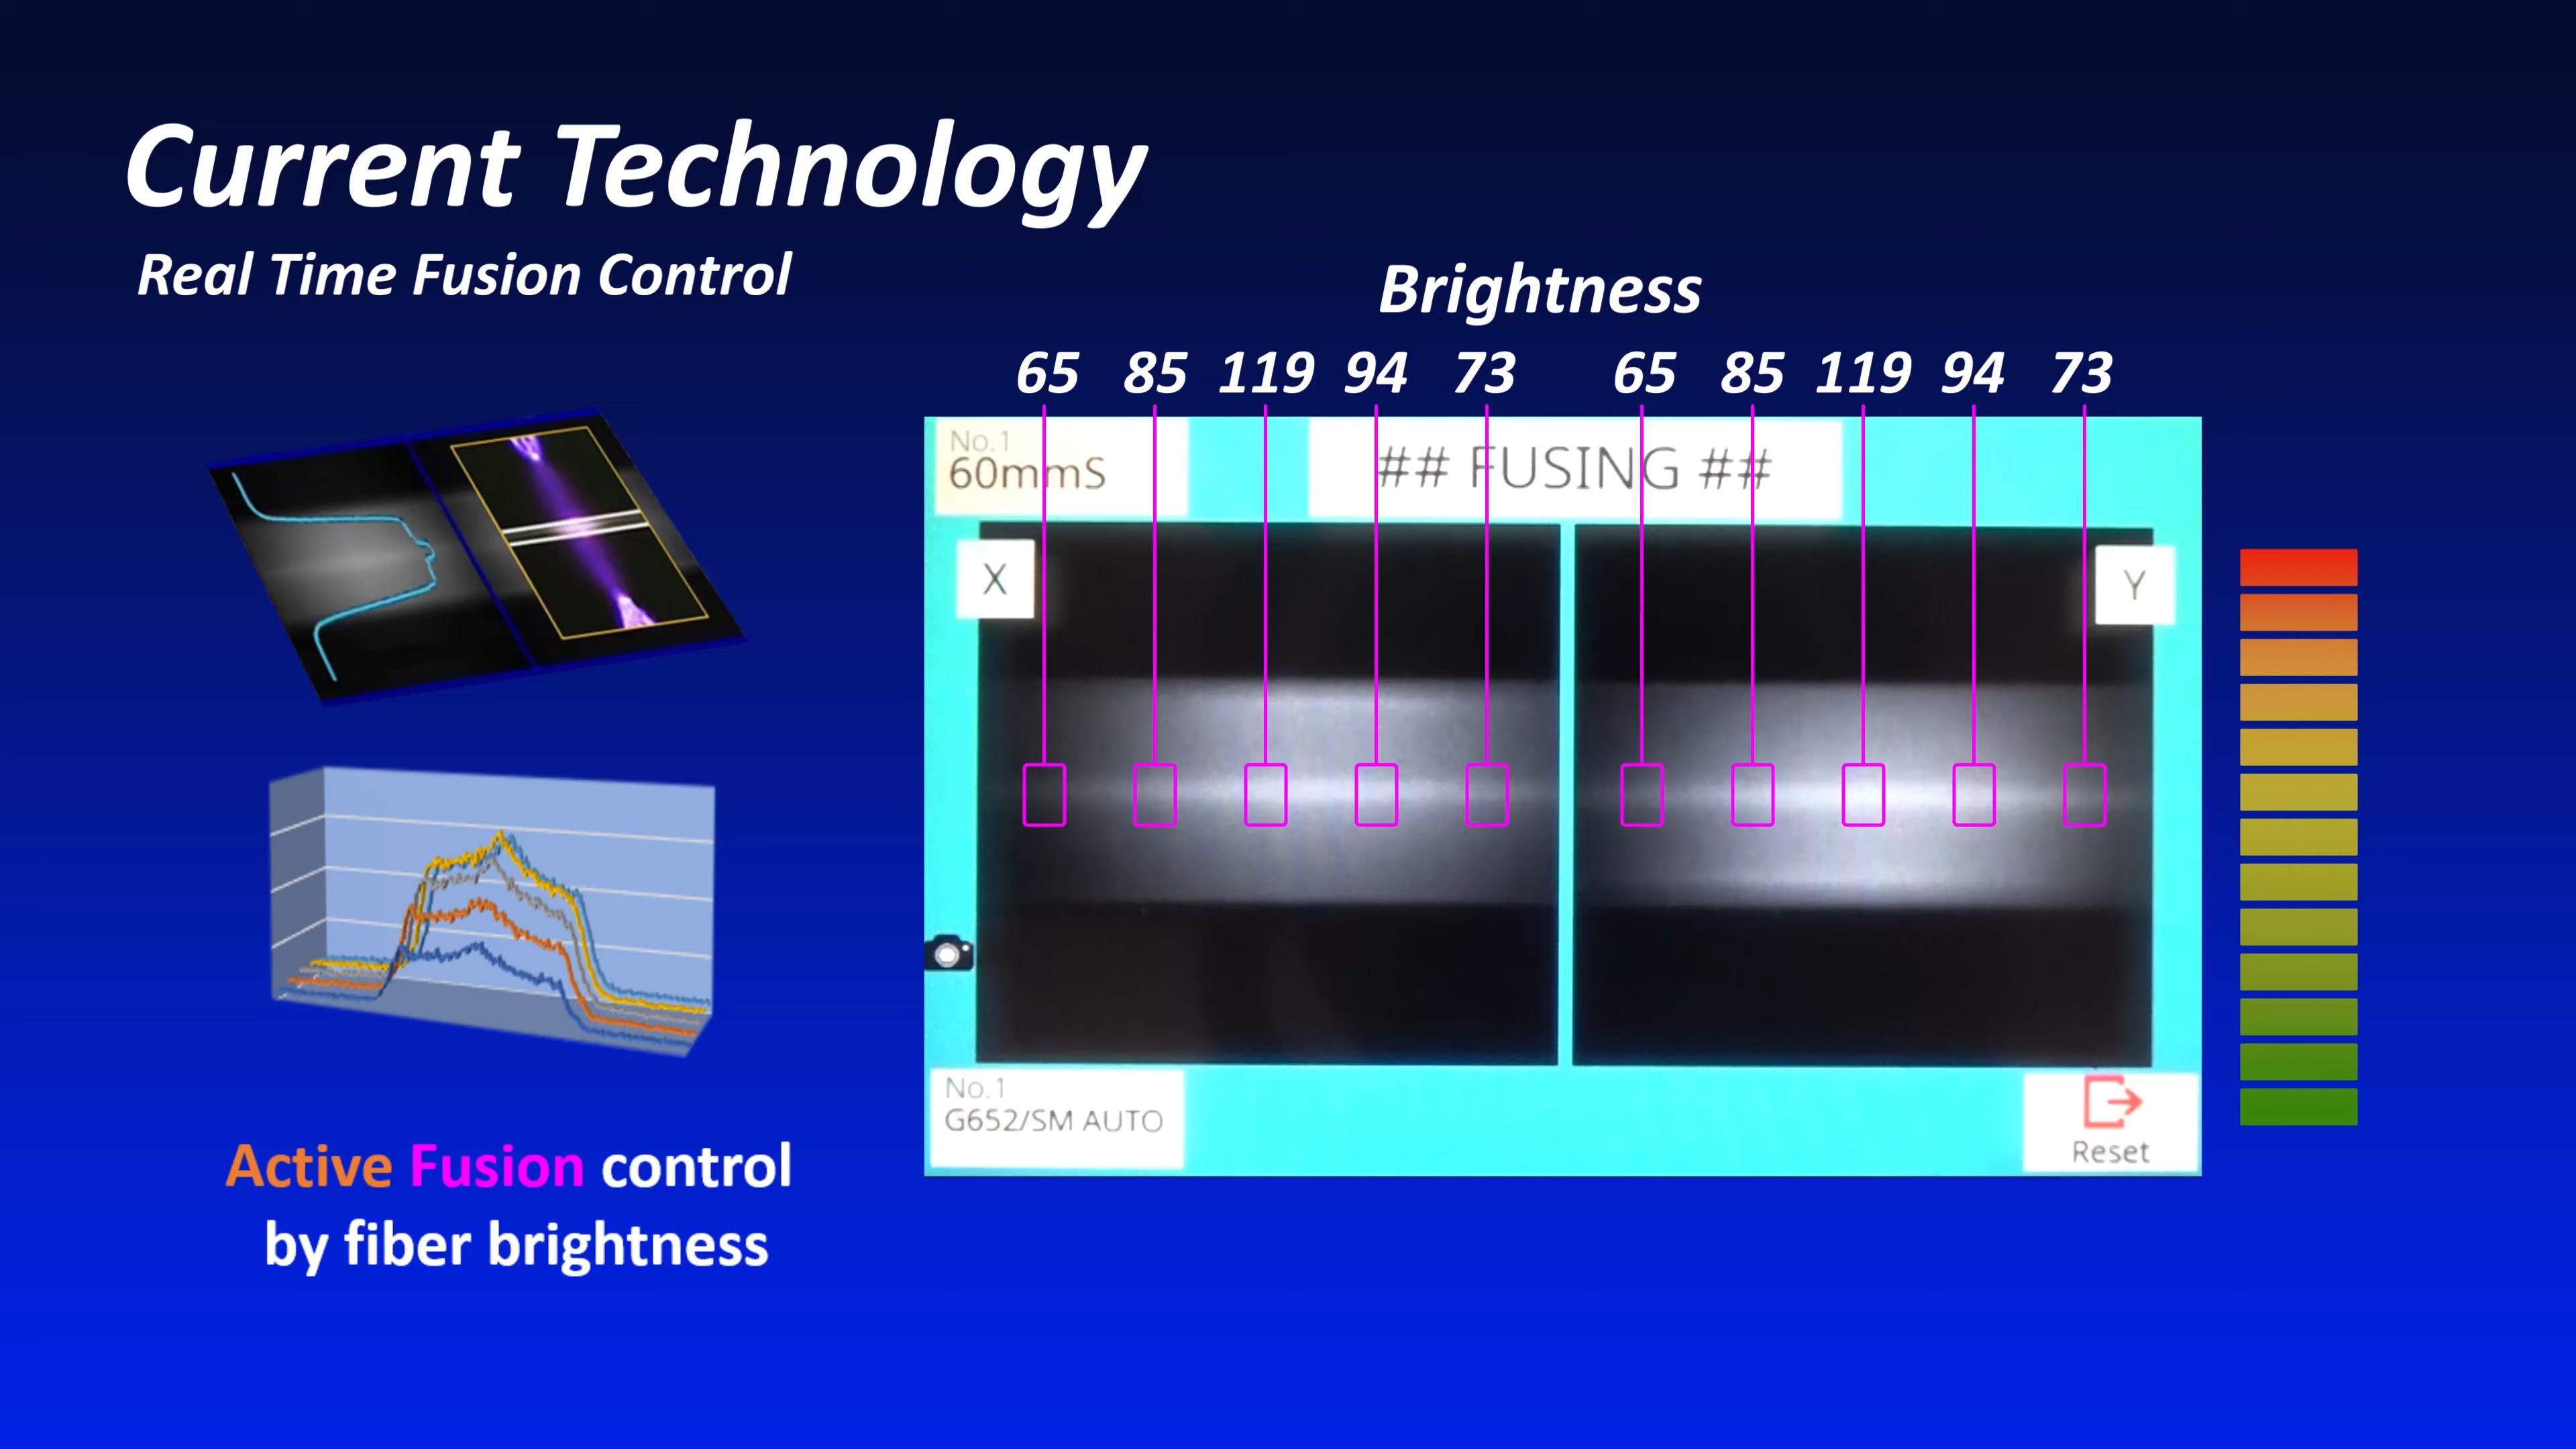 Current Technology
Real Time Fusion Control
Brightness
65 85 119 94 73 65 85 119 94 73
No.1
60mmS
## FUSING ##
X
Y
No.1
G652/SM AUTO
Reset
Active Fusion control
by fiber brightness